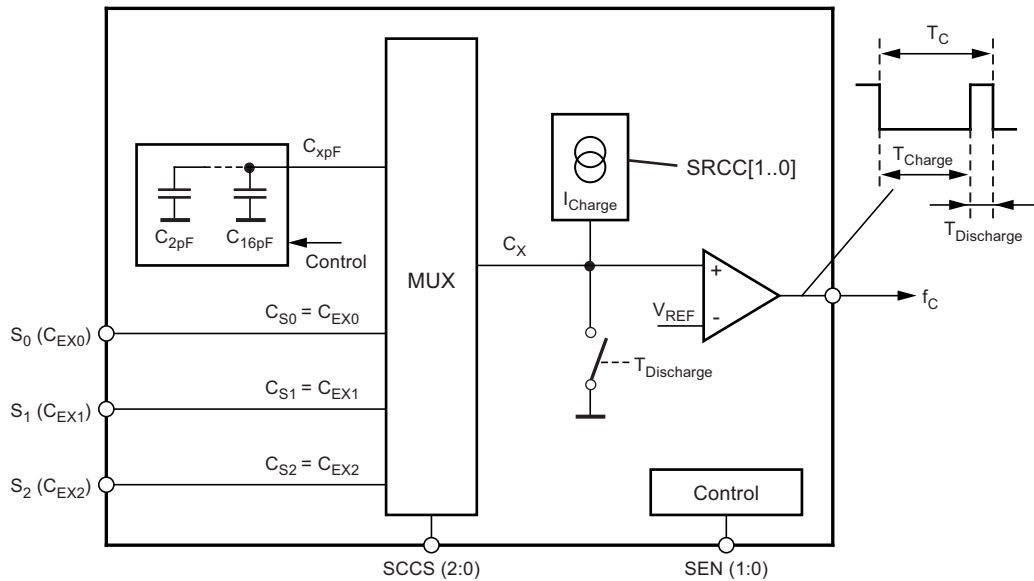 T_C
C_xpF
SRCC[1..0]
I_Charge
T_Charge
C_2pF
C_16pF
T_Discharge
Control
C_X
+
MUX
f_C
V_REF
-
C_S0 = C_EX0
S_0 (C_EX0)
T_Discharge
C_S1 = C_EX1
S_1 (C_EX1)
C_S2 = C_EX2
S_2 (C_EX2)
Control
SCCS (2:0)
SEN (1:0)